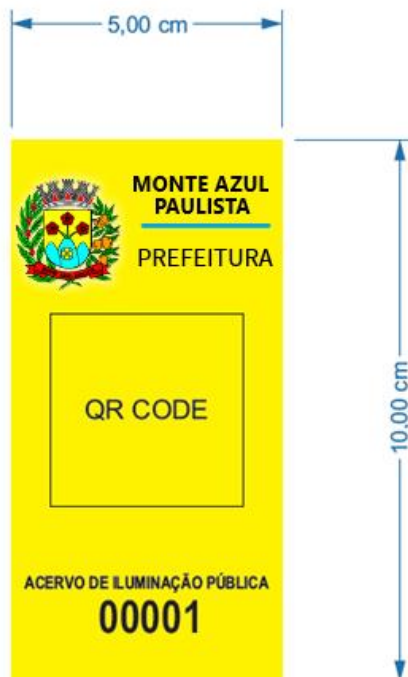 5,00 cm
MONTE AZUL
PAULISTA
PREFEITURA
QR CODE
10,00 cm
ACERVO DE ILUMINAÇÃO PÚBLICA
00001